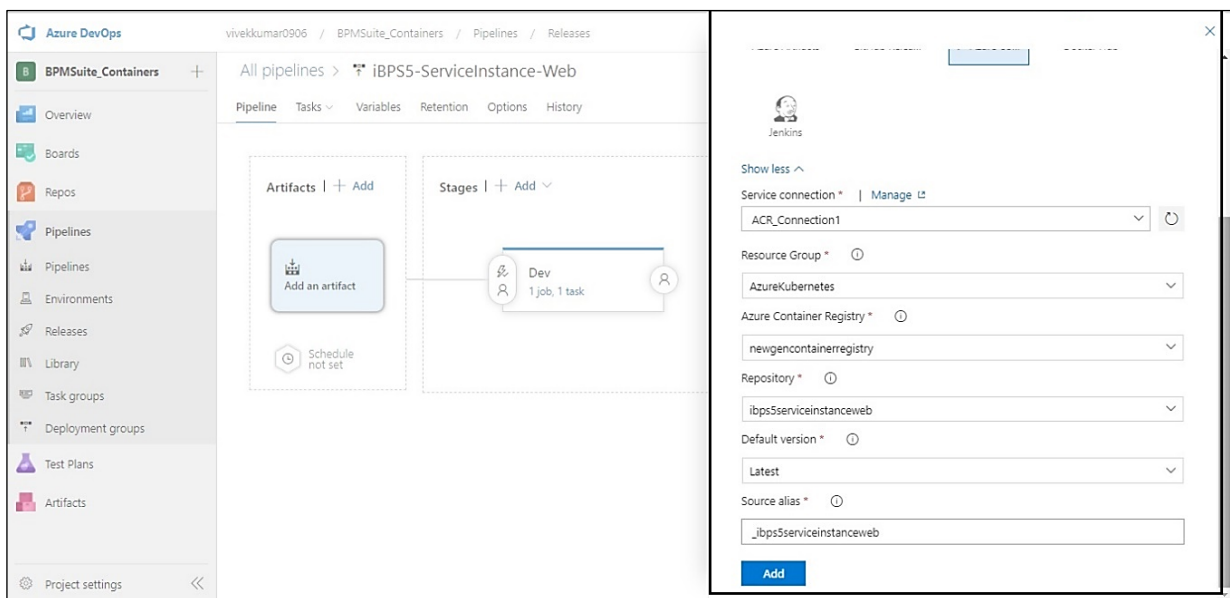 Azure DevOps
vivekkumar0906 / BPMSuite_Containers / Pipelines / Releases
B BPMSuite_Containers +
All pipelines > iBPS5-ServiceInstance-Web
Pipeline Tasks Variables Retention Options History
Overview
Boards
Repos
Pipelines
Pipelines
Environments
Releases
Library
Task groups
Deployment groups
Test Plans
Artifacts
Project settings
Artifacts | + Add
Stages | + Add
Add an artifact
Dev
1 job, 1 task
Schedule
not set
Jenkins
Show less
Service connection * | Manage
ACR_Connection1
Resource Group *
AzureKubernetes
Azure Container Registry *
newgencontainerregistry
Repository *
ibps5serviceinstanceweb
Default version *
Latest
Source alias *
_ibps5serviceinstanceweb
Add